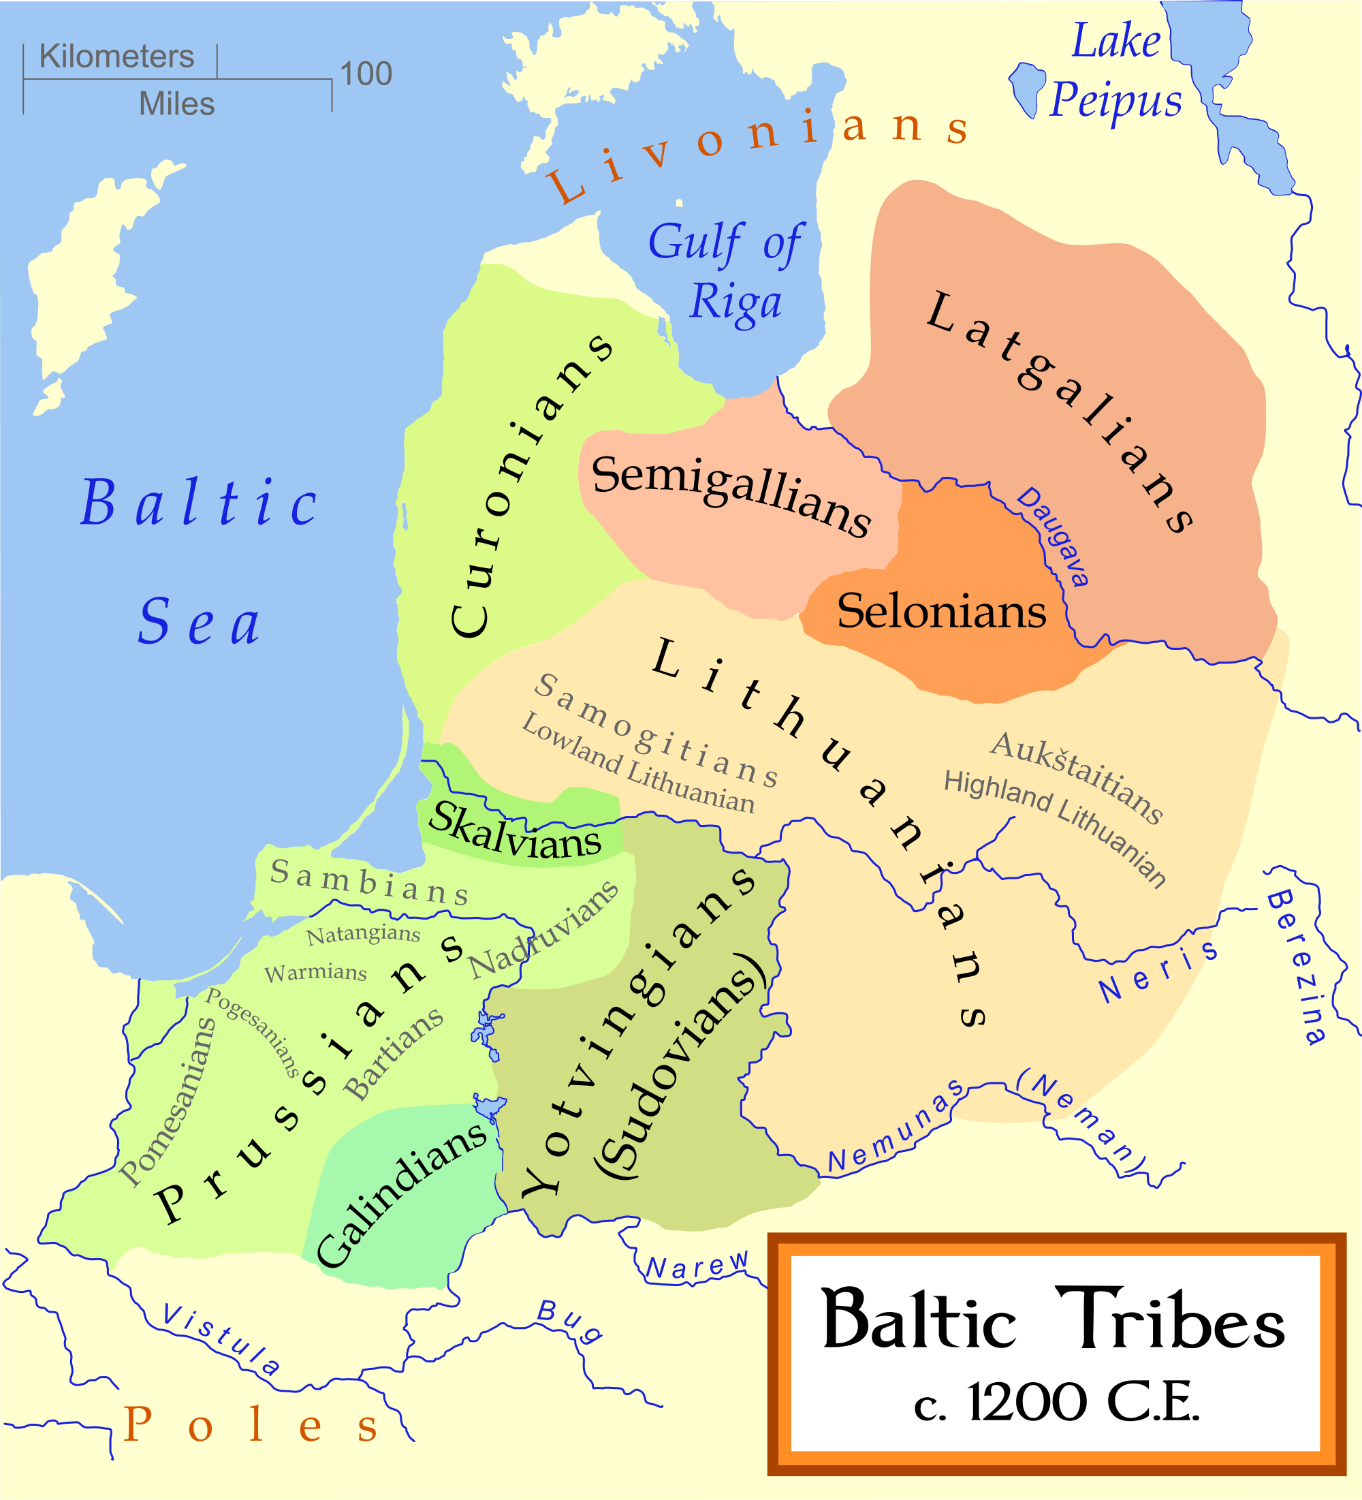 Kilometers
100
Miles
Lake
Peipus
Livonians
Gulf of
Riga
Latgalians
Curonians
Semigallians
Daugava
Baltic
Sea
Selonians
Lithuanians
Samogitians
Lowland Lithuanian
Aukštaitians
Highland Lithuanian
Skalvians
Sambians
Natangians
Nadruvians
Warmians
Pogesanians
Prussians
Bartians
Pomesanians
Yotvingians
(Sudovians)
Galindians
Neris
Berezina
Nemunas
(Neman)
Narew
Bug
Vistula
Poles
Baltic Tribes
c. 1200 C.E.